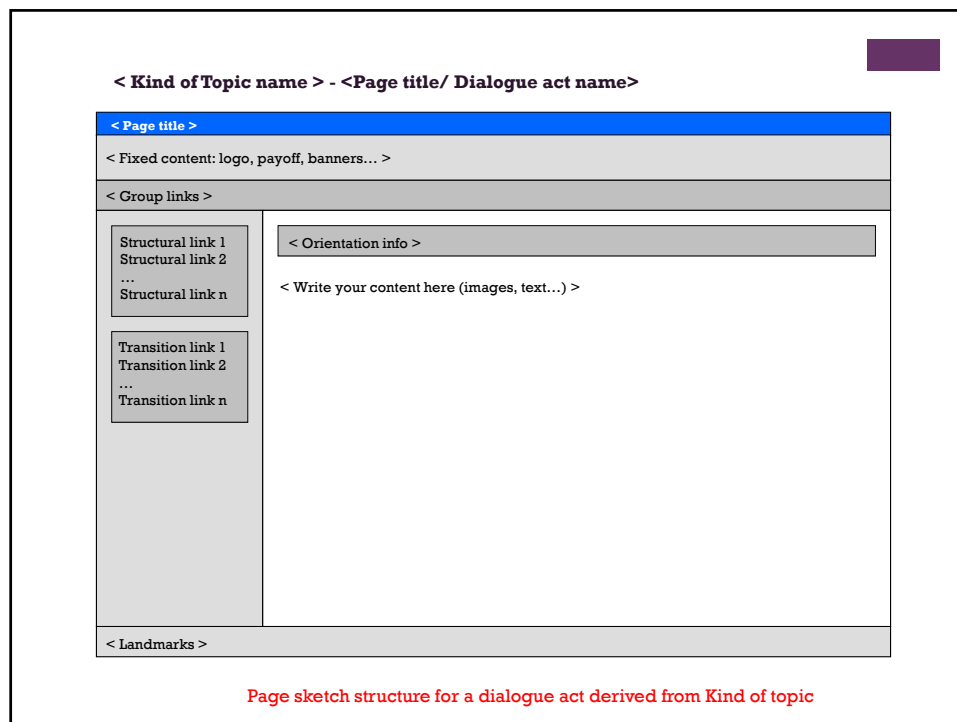 < Kind of Topic name > - <Page title/ Dialogue act name>
< Page title >
< Fixed content: logo, payoff, banners… >
< Group links >
Structural link 1
Structural link 2
…
Structural link n
Transition link 1
Transition link 2
…
Transition link n
< Orientation info >
< Write your content here (images, text…) >
< Landmarks >
Page sketch structure for a dialogue act derived from Kind of topic